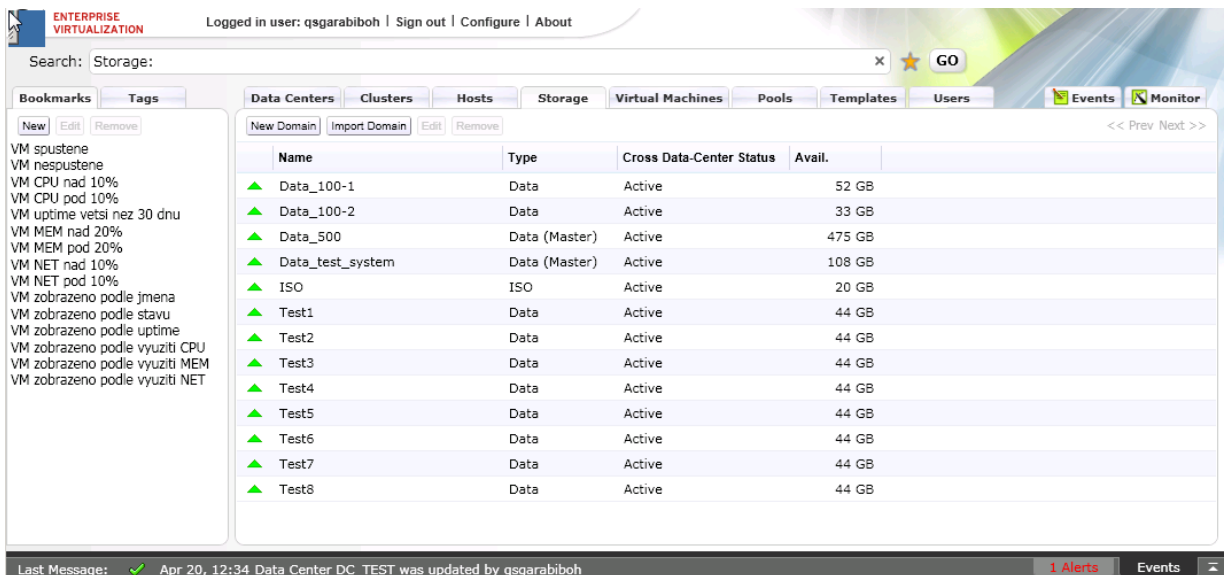 ENTERPRISE
VIRTUALIZATION
Logged in user: qsgarabiboh | Sign out | Configure | About
Search: Storage: x GO
Bookmarks Tags
New Edit Remove
VM spustene
VM nespustene
VM CPU nad 10%
VM CPU pod 10%
VM uptime vetsi nez 30 dnu
VM MEM nad 20%
VM MEM pod 20%
VM NET nad 10%
VM NET pod 10%
VM zobrazeno podle jmena
VM zobrazeno podle stavu
VM zobrazeno podle uptime
VM zobrazeno podle vyuziti CPU
VM zobrazeno podle vyuziti MEM
VM zobrazeno podle vyuziti NET
Data Centers Clusters Hosts Storage Virtual Machines Pools Templates Users Events Monitor
New Domain Import Domain Edit Remove << Prev Next >>
Name Type Cross Data-Center Status Avail.
Data_100-1 Data Active 52 GB
Data_100-2 Data Active 33 GB
Data_500 Data (Master) Active 475 GB
Data_test_system Data (Master) Active 108 GB
ISO ISO Active 20 GB
Test1 Data Active 44 GB
Test2 Data Active 44 GB
Test3 Data Active 44 GB
Test4 Data Active 44 GB
Test5 Data Active 44 GB
Test6 Data Active 44 GB
Test7 Data Active 44 GB
Test8 Data Active 44 GB
Last Message: Apr 20, 12:34 Data Center DC_TEST was updated by qsgarabiboh 1 Alerts Events